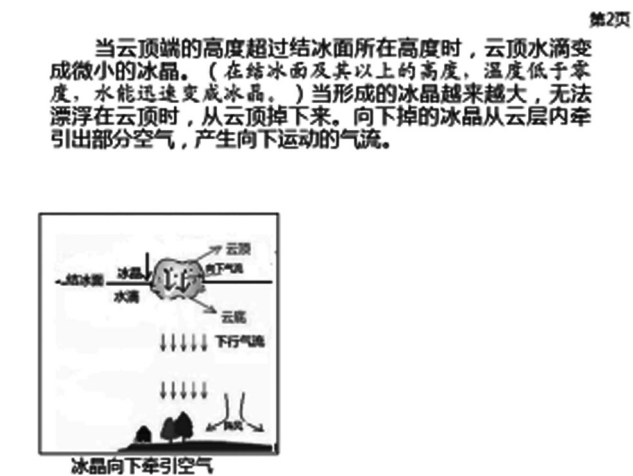 第2页
当云顶端的高度超过结冰面所在高度时，云顶水滴变
成微小的冰晶。（在结冰面及其以上的高度，温度低于零
度，水能迅速变成冰晶。）当形成的冰晶越来越大，无法
漂浮在云顶时，从云顶掉下来。向下掉的冰晶从云层内牵
引出部分空气，产生向下运动的气流。
云顶
冰晶
向下气流
结冰面
水滴
云底
下行气流
阵风
冰晶向下牵引空气